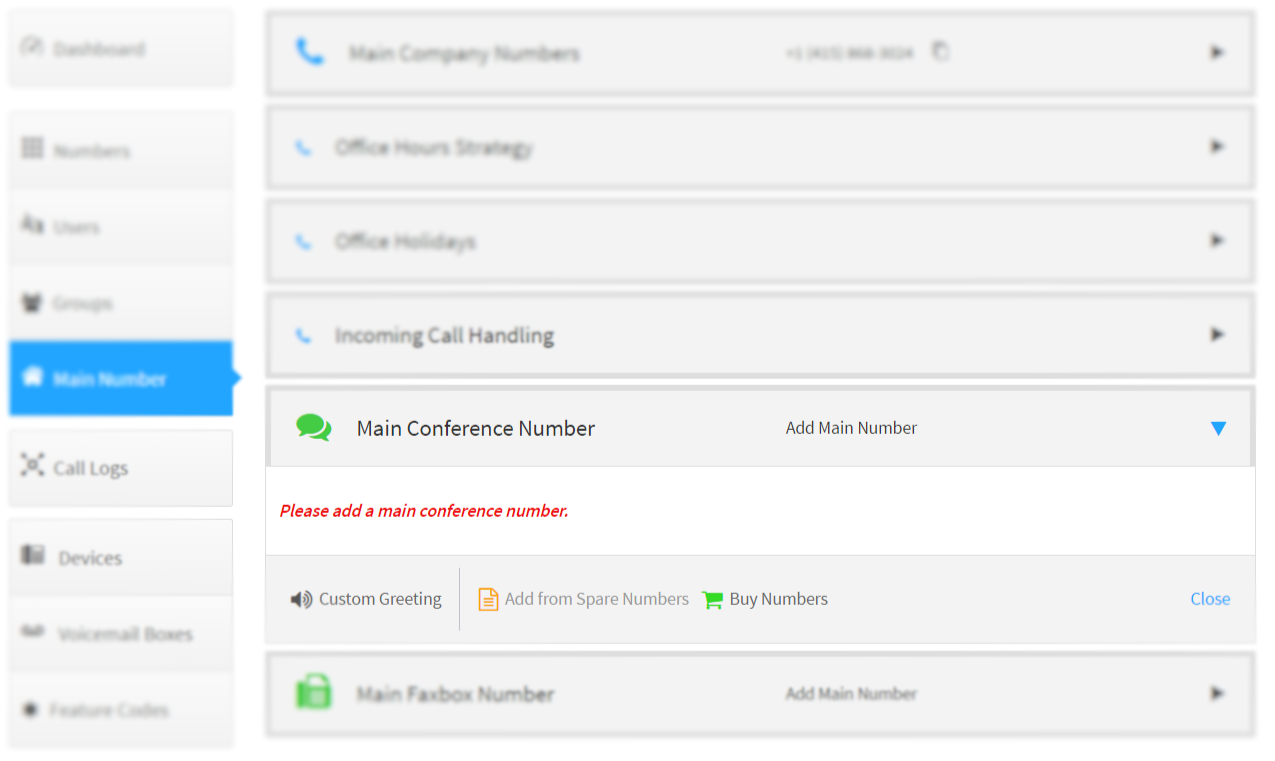 Dashboard
Numbers
Users
Groups
Main Number
Call Logs
Devices
Voicemail Boxes
Feature Codes
Main Company Numbers
Office Hours Strategy
Office Holidays
Incoming Call Handling
Main Conference Number Add Main Number
Please add a main conference number.
Custom Greeting Add from Spare Numbers Buy Numbers Close
Main Faxbox Number Add Main Number